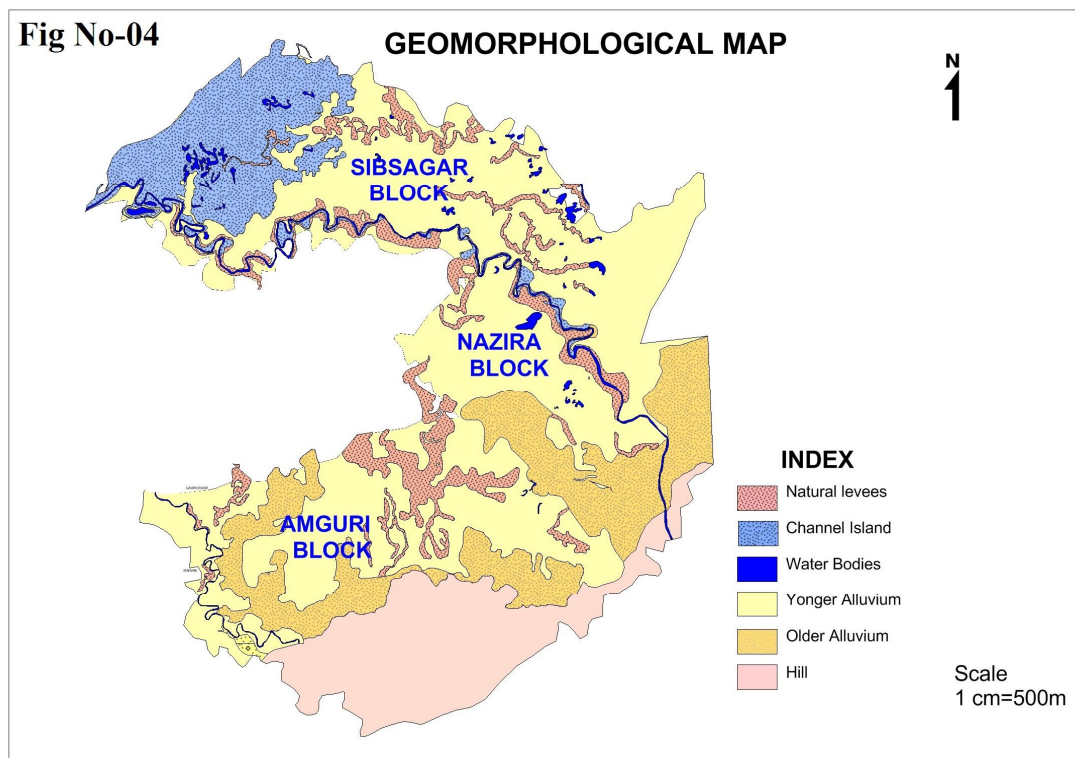 Fig No-04
GEOMORPHOLOGICAL MAP
N
SIBSAGAR
BLOCK
NAZIRA
BLOCK
AMGURI
BLOCK
INDEX
Natural levees
Channel Island
Water Bodies
Yonger Alluvium
Older Alluvium
Hill
Scale
1 cm=500m